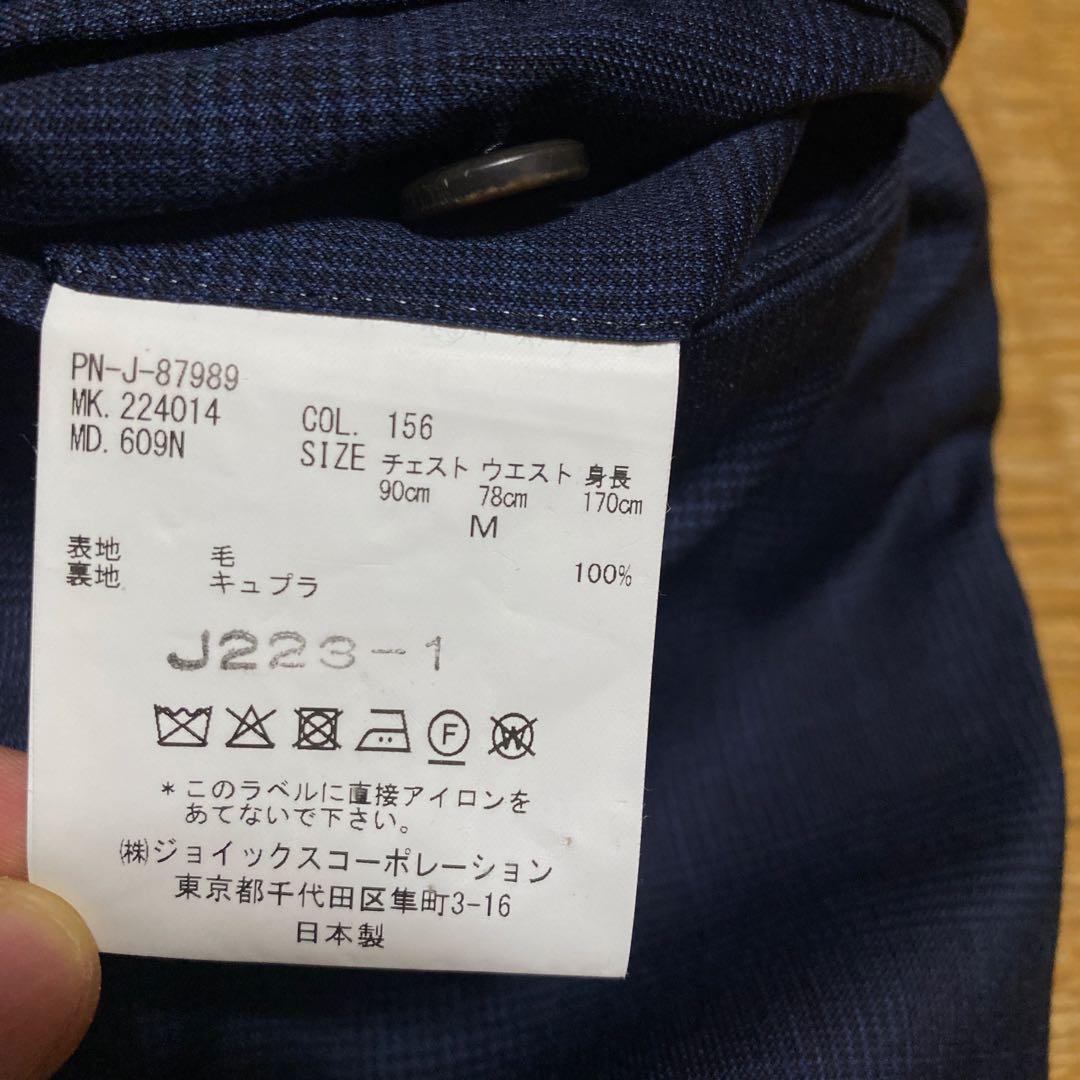 PN-J-87989
MK. 224014
MD. 609N
COL. 156
SIZE チェスト ウエスト 身長
90cm 78cm 170cm
M
表地 毛
裏地 キュプラ 100%
J223-1
F
W
*このラベルに直接アイロンを
あてないで下さい。
㈱ジョイックスコーポレーション
東京都千代田区隼町3-16
日本製